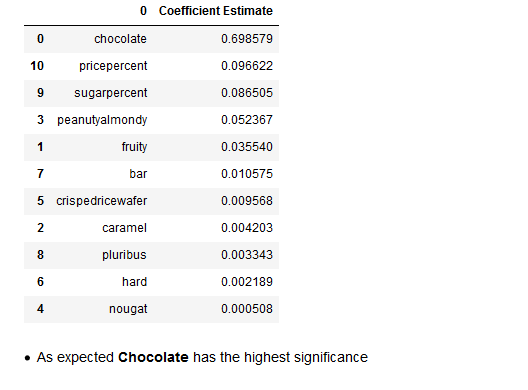 0 Coefficient Estimate
0 chocolate 0.698579
10 pricepercent 0.096622
9 sugarpercent 0.086505
3 peanutyalmondy 0.052367
1 fruity 0.035540
7 bar 0.010575
5 crispedricewafer 0.009568
2 caramel 0.004203
8 pluribus 0.003343
6 hard 0.002189
4 nougat 0.000508
• As expected Chocolate has the highest significance